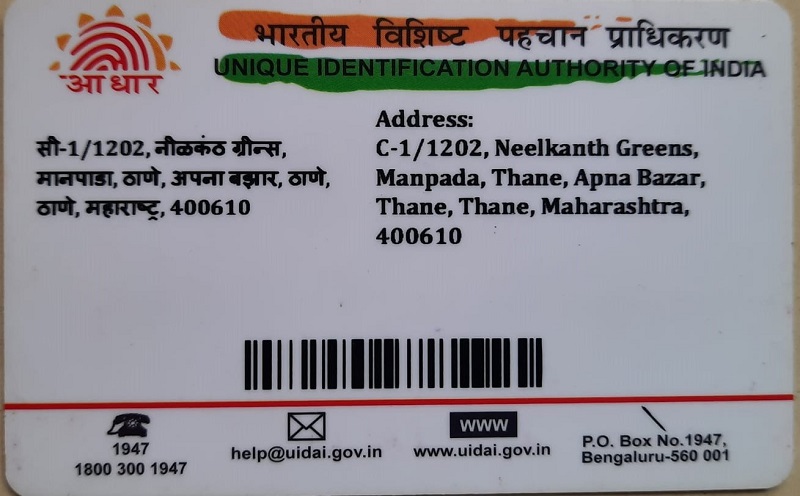 भारतीय विशिष्ट पहचान प्राधिकरण
UNIQUE IDENTIFICATION AUTHORITY OF INDIA
आधार
सी-1/1202, नीळकंठ ग्रीन्स,
मानपाडा, ठाणे, अपना बझार, ठाणे,
ठाणे, महाराष्ट्र, 400610
Address:
C-1/1202, Neelkanth Greens,
Manpada, Thane, Apna Bazar,
Thane, Thane, Maharashtra,
400610
1947
1800 300 1947
help@uidai.gov.in
www
www.uidai.gov.in
P.O. Box No.1947,
Bengaluru-560 001